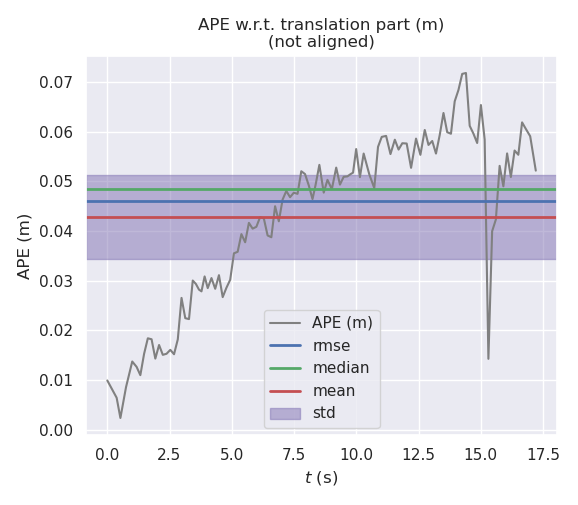 APE w.r.t. translation part (m)
(not aligned)
APE (m)
0.07
0.06
0.05
0.04
0.03
0.02
0.01
0.00
APE (m)
rmse
median
mean
std
0.0 2.5 5.0 7.5 10.0 12.5 15.0 17.5
t (s)